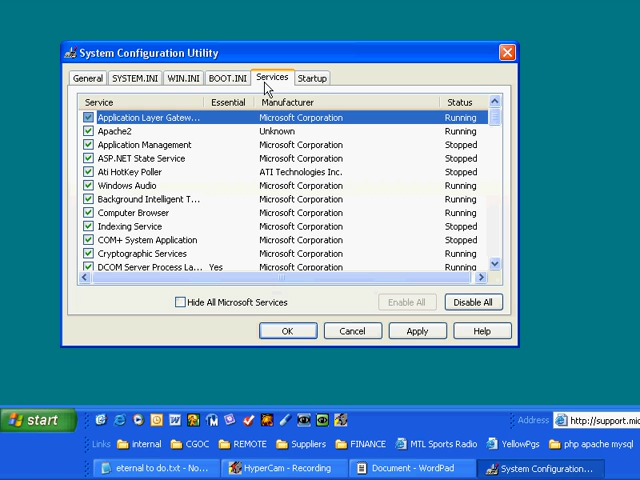 System Configuration Utility
General SYSTEM.INI WIN.INI BOOT.INI Services Startup
Service Essential Manufacturer Status
Application Layer Gatew... Microsoft Corporation Running
Apache2 Unknown Running
Application Management Microsoft Corporation Stopped
ASP.NET State Service Microsoft Corporation Stopped
Ati HotKey Poller ATI Technologies Inc. Stopped
Windows Audio Microsoft Corporation Running
Background Intelligent T... Microsoft Corporation Running
Computer Browser Microsoft Corporation Running
Indexing Service Microsoft Corporation Stopped
COM+ System Application Microsoft Corporation Stopped
Cryptographic Services Microsoft Corporation Running
DCOM Server Process La... Yes Microsoft Corporation Running
Hide All Microsoft Services Enable All Disable All
OK Cancel Apply Help
start Address http://support.mic
Links internal CGOC REMOTE Suppliers FINANCE MTL Sports Radio YellowPgs php apache mysql
eternal to do.txt - No... HyperCam - Recording Document - WordPad System Configuration...